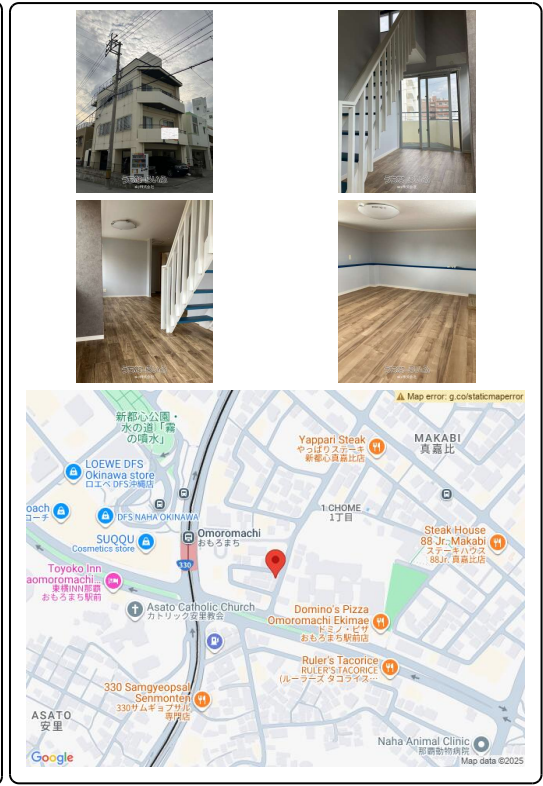 Map error: g.co/staticmaperror
新都心公園・
水の道「霧
の噴水」
Yappari Steak
やっぱりステーキ
新都心真嘉比店
MAKABI
真嘉比
LOEWE DFS
Okinawa store
ロエベ DFS沖縄店
oach
コーチ
DFS NAHA OKINAWA
1 CHOME
1丁目
Omoromachi
おもろまち
Steak House
88 Jr. Makabi
ステーキハウス
88Jr. 真嘉比店
SUQQU
Cosmetics store
330
Toyoko Inn
aomoromachi...
東横INN那覇
おもろまち駅前
Asato Catholic Church
カトリック安里教会
Domino's Pizza
Omoromachi Ekimae
ドミノ・ピザ
おもろまち駅前店
Ruler's Tacorice
RULER'S TACORICE
(ルーラーズ タコライス…
330 Samgyeopsal
Senmonten
330サムギョプサル
専門店
ASATO
安里
Naha Animal Clinic
那覇動物病院
Google
Map data ©2025